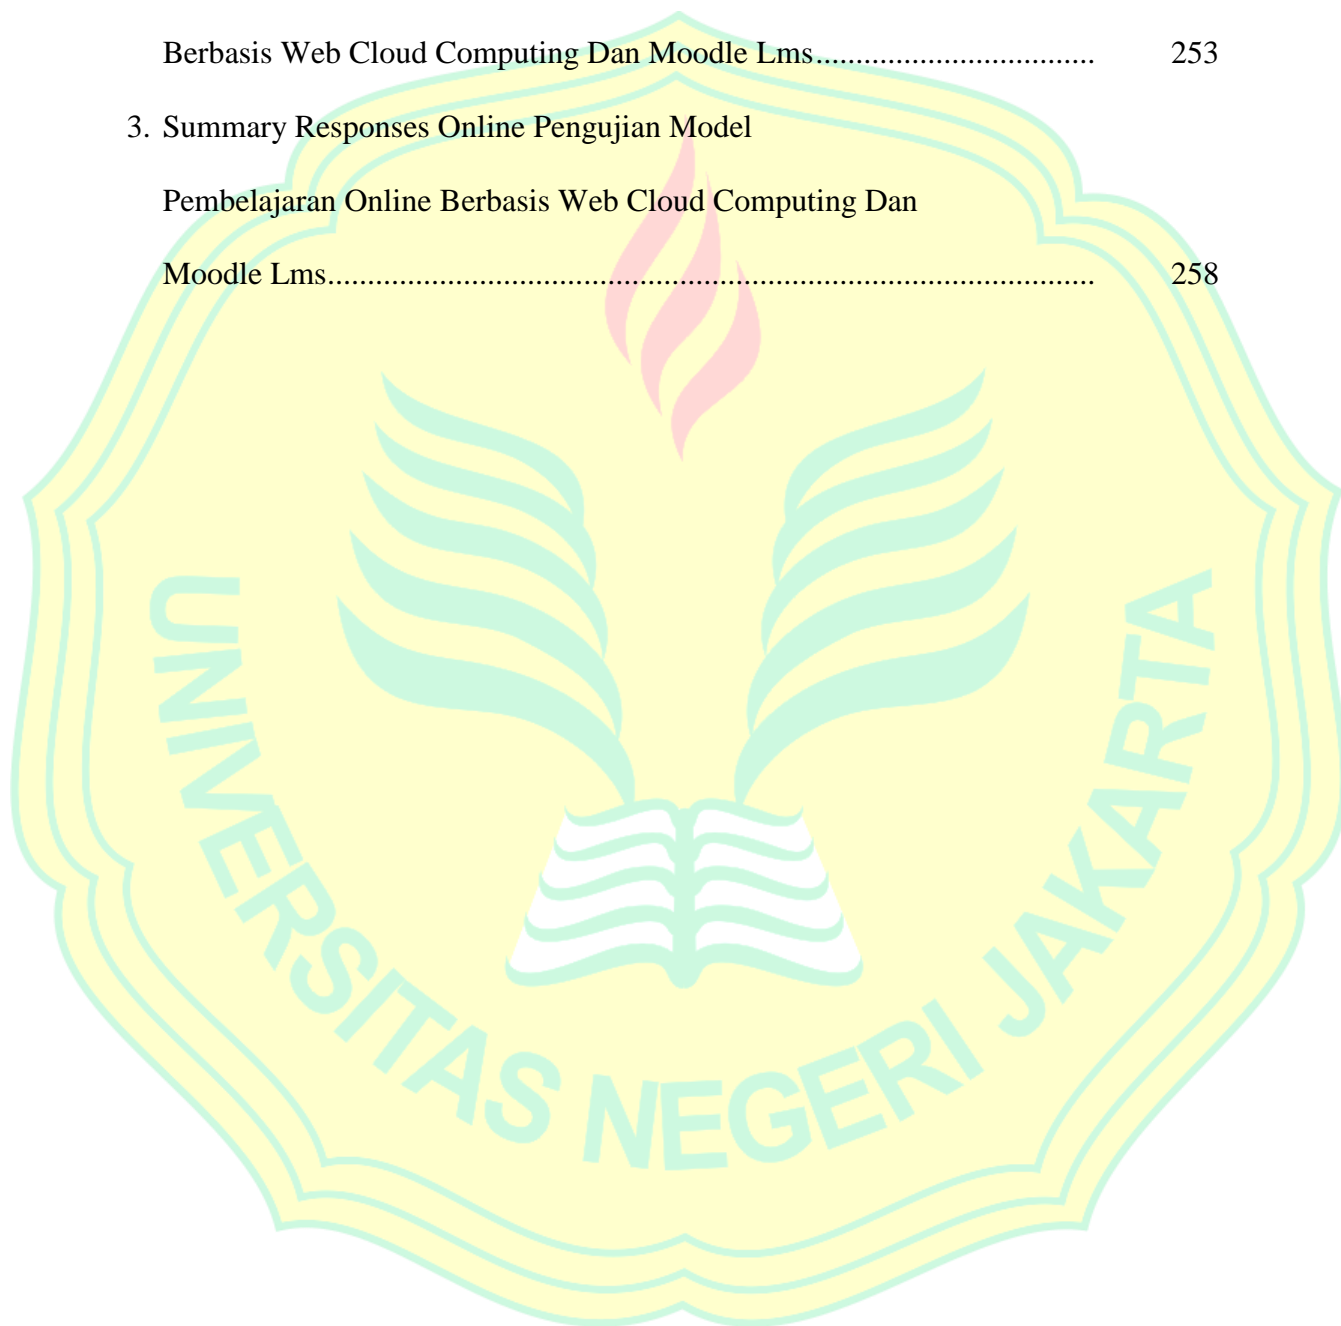 Berbasis Web Cloud Computing Dan Moodle Lms................................... 253
3. Summary Responses Online Pengujian Model
Pembelajaran Online Berbasis Web Cloud Computing Dan
Moodle Lms................................................................................................ 258
UNIVERSITAS NEGERI JAKARTA